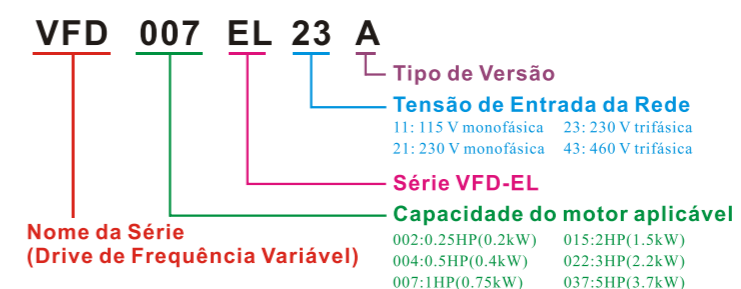 VFD 007 EL 23 A
Tipo de Versão
Tensão de Entrada da Rede
11: 115 V monofásica 23: 230 V trifásica
21: 230 V monofásica 43: 460 V trifásica
Série VFD-EL
Capacidade do motor aplicável
002:0.25HP(0.2kW) 015:2HP(1.5kW)
004:0.5HP(0.4kW) 022:3HP(2.2kW)
007:1HP(0.75kW) 037:5HP(3.7kW)
Nome da Série
(Drive de Frequência Variável)